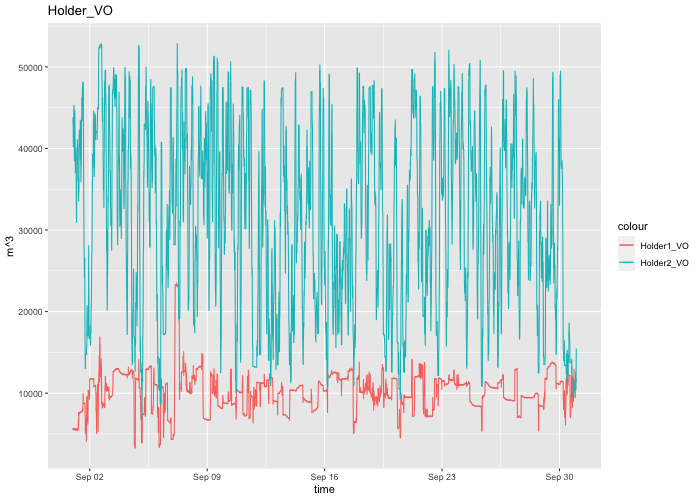 Holder_VO
50000
40000
30000
20000
10000
m^3
Sep 02
Sep 09
Sep 16
Sep 23
Sep 30
time
colour
Holder1_VO
Holder2_VO